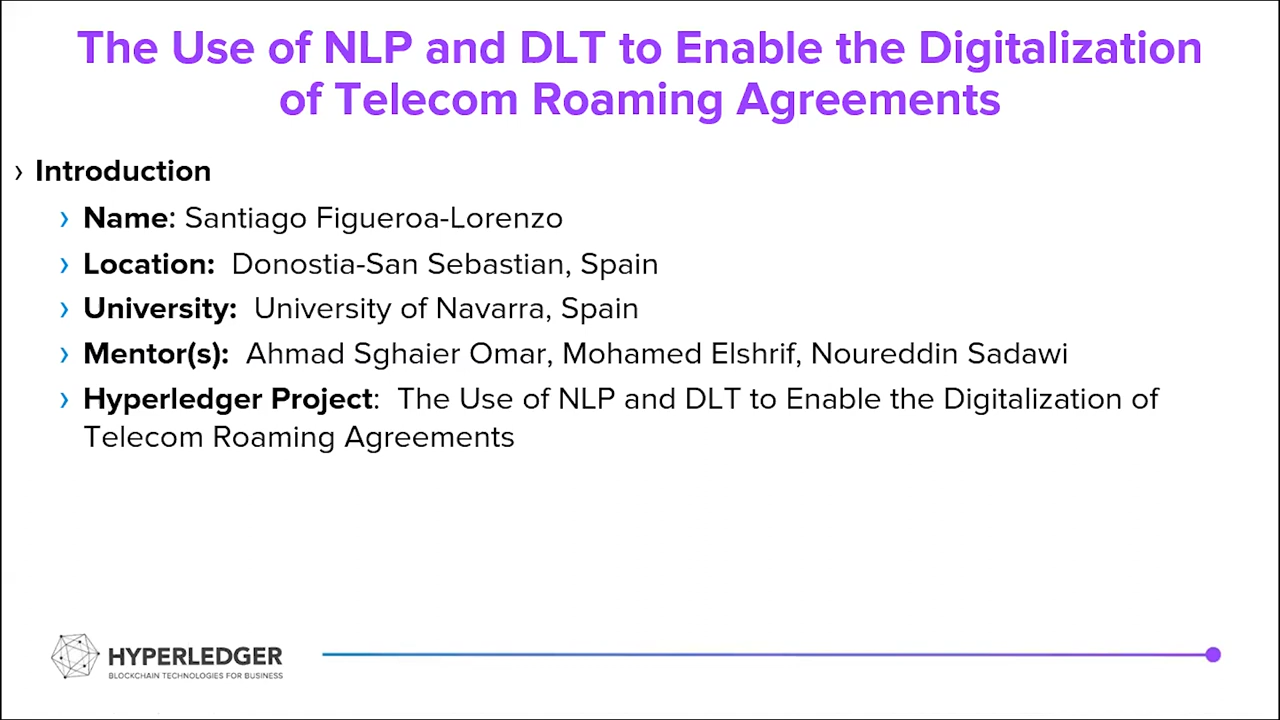 The Use of NLP and DLT to Enable the Digitalization
of Telecom Roaming Agreements
› Introduction
› Name: Santiago Figueroa-Lorenzo
› Location: Donostia-San Sebastian, Spain
› University: University of Navarra, Spain
› Mentor(s): Ahmad Sghaier Omar, Mohamed Elshrif, Noureddin Sadawi
› Hyperledger Project: The Use of NLP and DLT to Enable the Digitalization of
Telecom Roaming Agreements
HYPERLEDGER
BLOCKCHAIN TECHNOLOGIES FOR BUSINESS